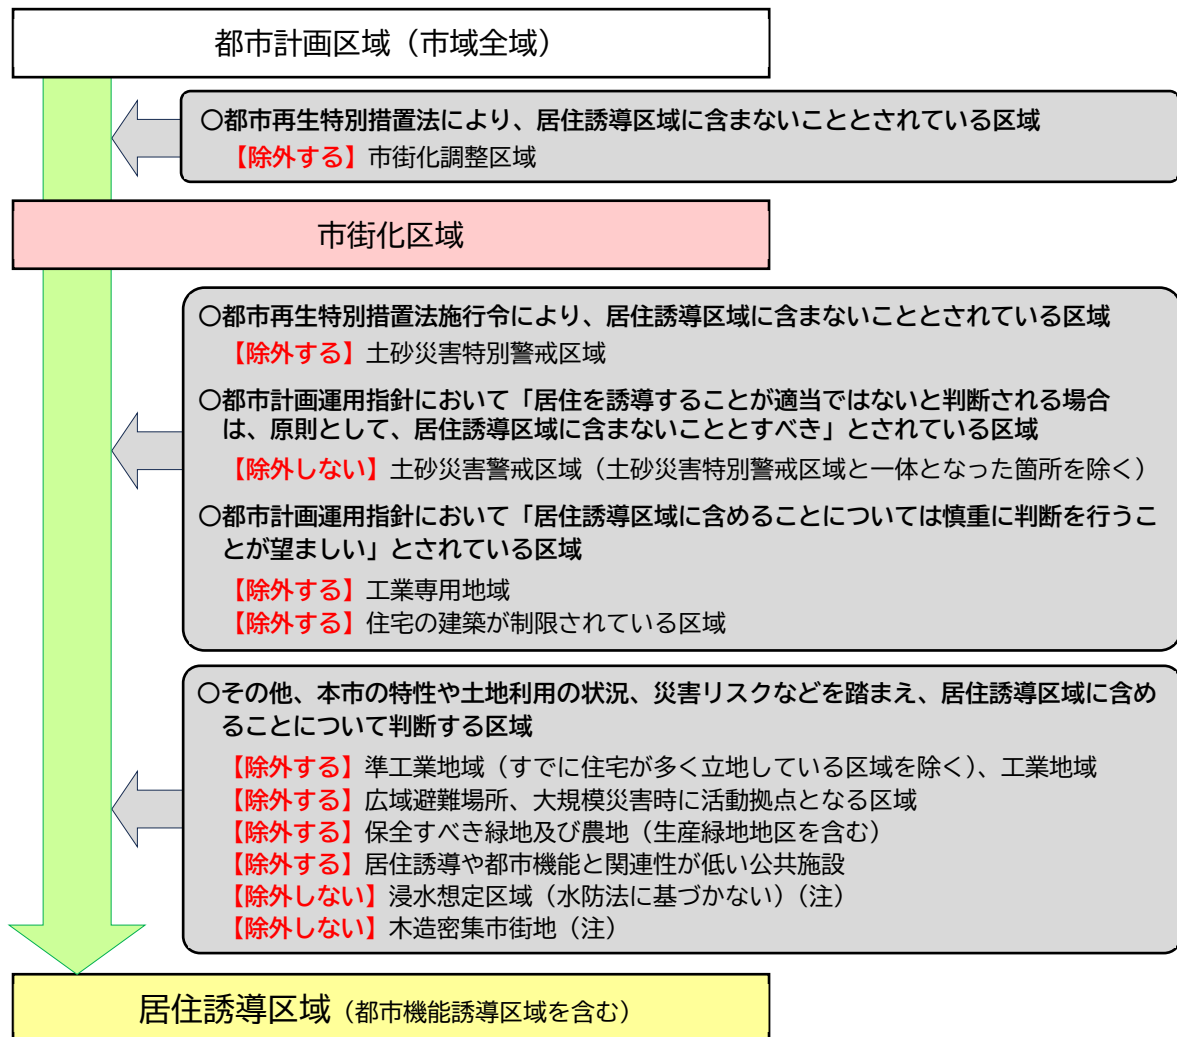 都市計画区域（市域全域）
○都市再生特別措置法により、居住誘導区域に含まないこととされている区域
【除外する】市街化調整区域
市街化区域
○都市再生特別措置法施行令により、居住誘導区域に含まないこととされている区域
【除外する】土砂災害特別警戒区域
○都市計画運用指針において「居住を誘導することが適当ではないと判断される場合
は、原則として、居住誘導区域に含まないこととすべき」とされている区域
【除外しない】土砂災害警戒区域（土砂災害特別警戒区域と一体となった箇所を除く）
○都市計画運用指針において「居住誘導区域に含めることについては慎重に判断を行うこ
とが望ましい」とされている区域
【除外する】工業専用地域
【除外する】住宅の建築が制限されている区域
○その他、本市の特性や土地利用の状況、災害リスクなどを踏まえ、居住誘導区域に含め
ることについて判断する区域
【除外する】準工業地域（すでに住宅が多く立地している区域を除く）、工業地域
【除外する】広域避難場所、大規模災害時に活動拠点となる区域
【除外する】保全すべき緑地及び農地（生産緑地地区を含む）
【除外する】居住誘導や都市機能と関連性が低い公共施設
【除外しない】浸水想定区域（水防法に基づかない）（注）
【除外しない】木造密集市街地（注）
居住誘導区域（都市機能誘導区域を含む）